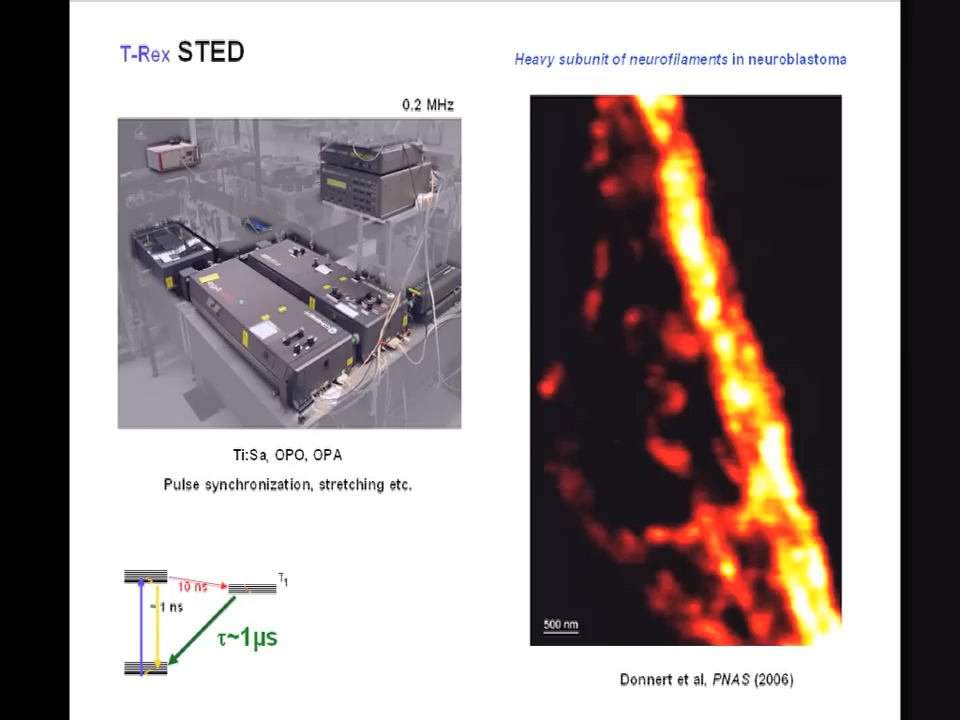 T-Rex STED
Heavy subunit of neurofilaments in neuroblastoma
0.2 MHz
Ti:Sa, OPO, OPA
Pulse synchronization, stretching etc.
T1
10 ns
≈ 1 ns
τ~1µs
500 nm
Donnert et al, PNAS (2006)